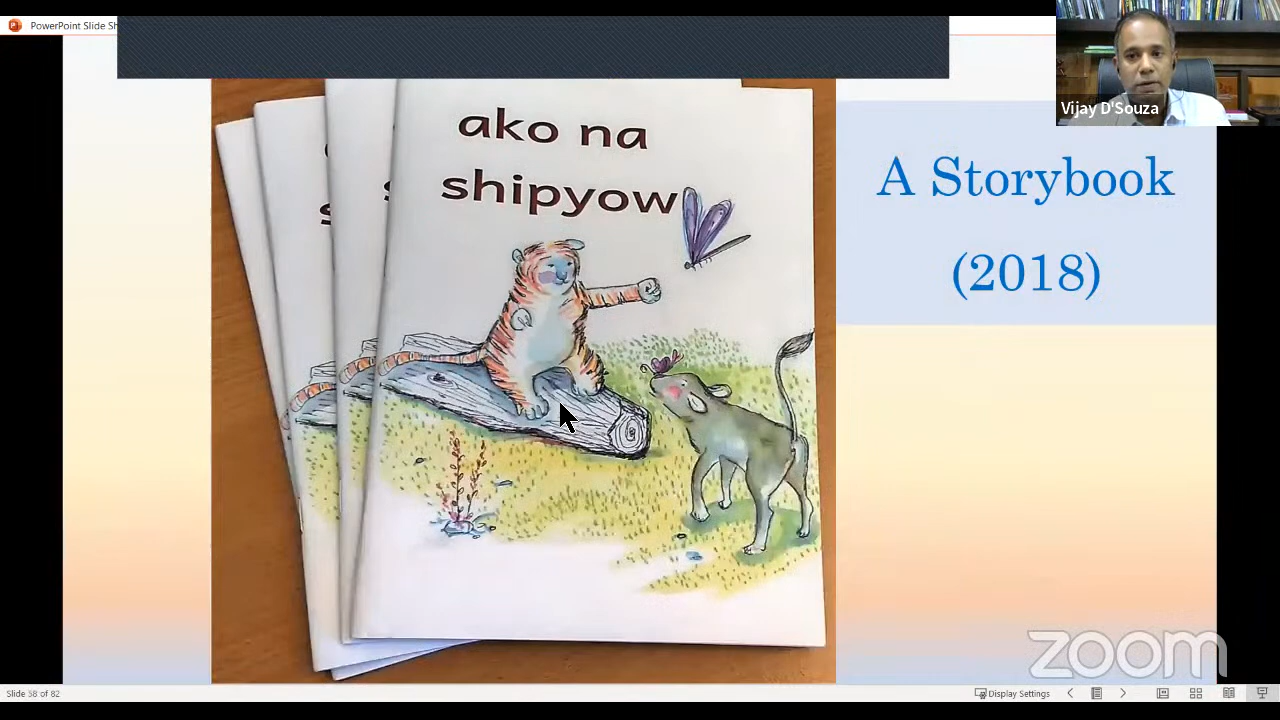 PowerPoint Slide Sh
Vijay D'Souza
ako na
shipyow
A Storybook
(2018)
zoom
Slide 58 of 82
Display Settings